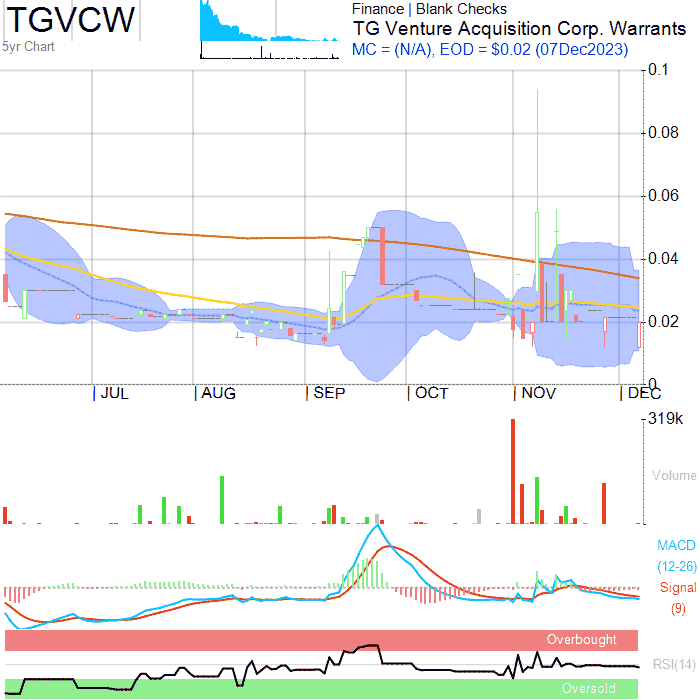 TGVCW
5yr Chart
Finance | Blank Checks
TG Venture Acquisition Corp. Warrants
MC = (N/A), EOD = $0.02 (07Dec2023)
0.1
0.08
0.06
0.04
0.02
0
JUL AUG SEP OCT NOV DEC
319k
Volume
MACD
(12-26)
Signal
(9)
Overbought
RSI(14)
Oversold